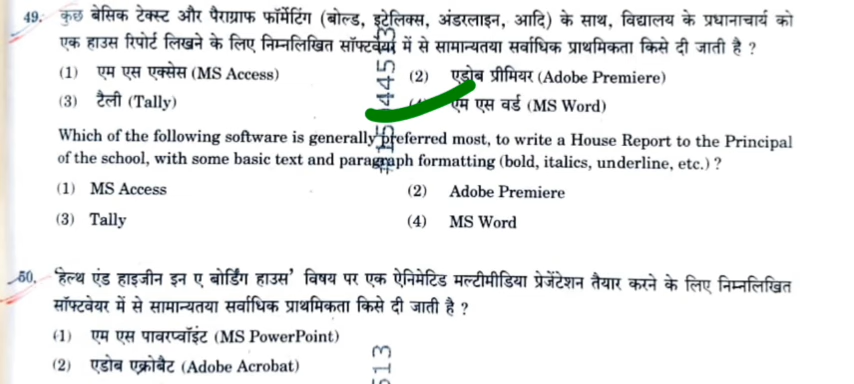 49. कुछ बेसिक टेक्स्ट और पैराग्राफ फॉर्मेटिंग (बोल्ड, इटेलिक्स, अंडरलाइन, आदि) के साथ, विद्यालय के प्रधानाचार्य को
एक हाउस रिपोर्ट लिखने के लिए निम्नलिखित सॉफ्टवेयर में से सामान्यतया सर्वाधिक प्राथमिकता किसे दी जाती है ?
(1) एम एस एक्सेस (MS Access) (2) एडोब प्रीमियर (Adobe Premiere)
(3) टैली (Tally) एम एस वर्ड (MS Word)
Which of the following software is generally preferred most, to write a House Report to the Principal
of the school, with some basic text and paragraph formatting (bold, italics, underline, etc.) ?
(1) MS Access (2) Adobe Premiere
(3) Tally (4) MS Word
50. 'हेल्थ एंड हाइजीन इन ए बोर्डिंग हाउस' विषय पर एक ऐनिमेटिड मल्टीमीडिया प्रेजेंटेशन तैयार करने के लिए निम्नलिखित
सॉफ्टवेयर में से सामान्यतया सर्वाधिक प्राथमिकता किसे दी जाती है ?
(1) एम एस पावरप्वॉइंट (MS PowerPoint)
(2) एडोब एक्रोबैट (Adobe Acrobat)